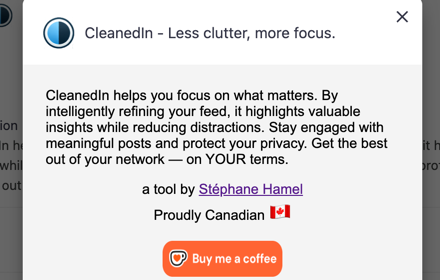 CleanedIn - Less clutter, more focus.
CleanedIn helps you focus on what matters. By
intelligently refining your feed, it highlights valuable
insights while reducing distractions. Stay engaged with
meaningful posts and protect your privacy. Get the best
out of your network — on YOUR terms.
a tool by Stéphane Hamel
Proudly Canadian
Buy me a coffee